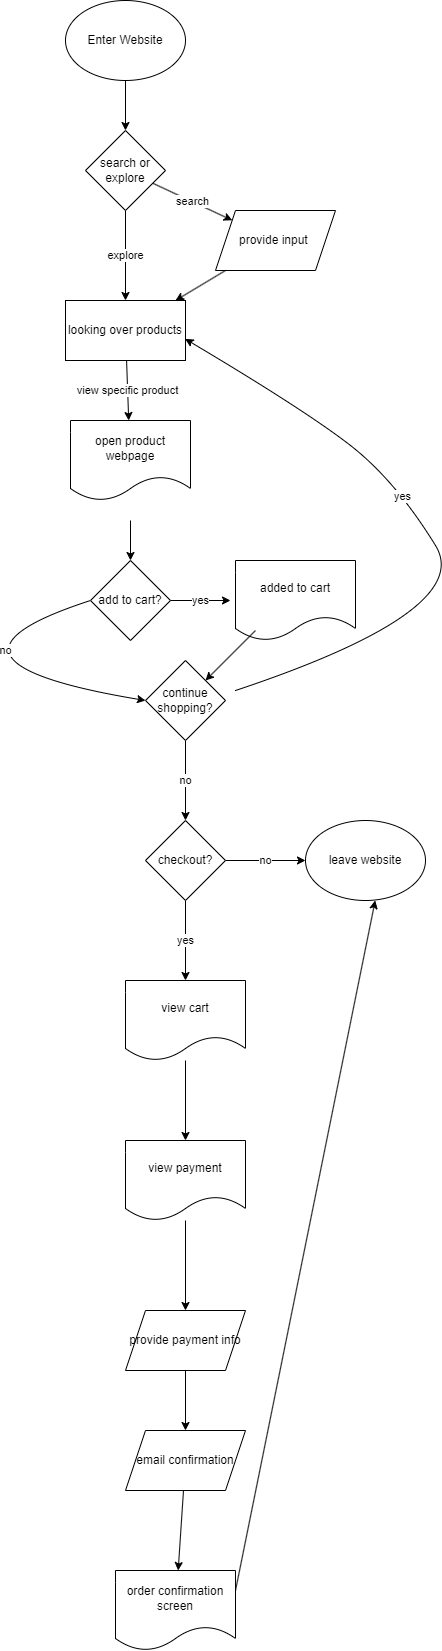 Enter Website
search or
explore
search
provide input
explore
looking over products
view specific product
open product
webpage
yes
add to cart?
yes
added to cart
no
continue
shopping?
no
checkout?
no
leave website
yes
view cart
view payment
provide payment info
email confirmation
order confirmation
screen